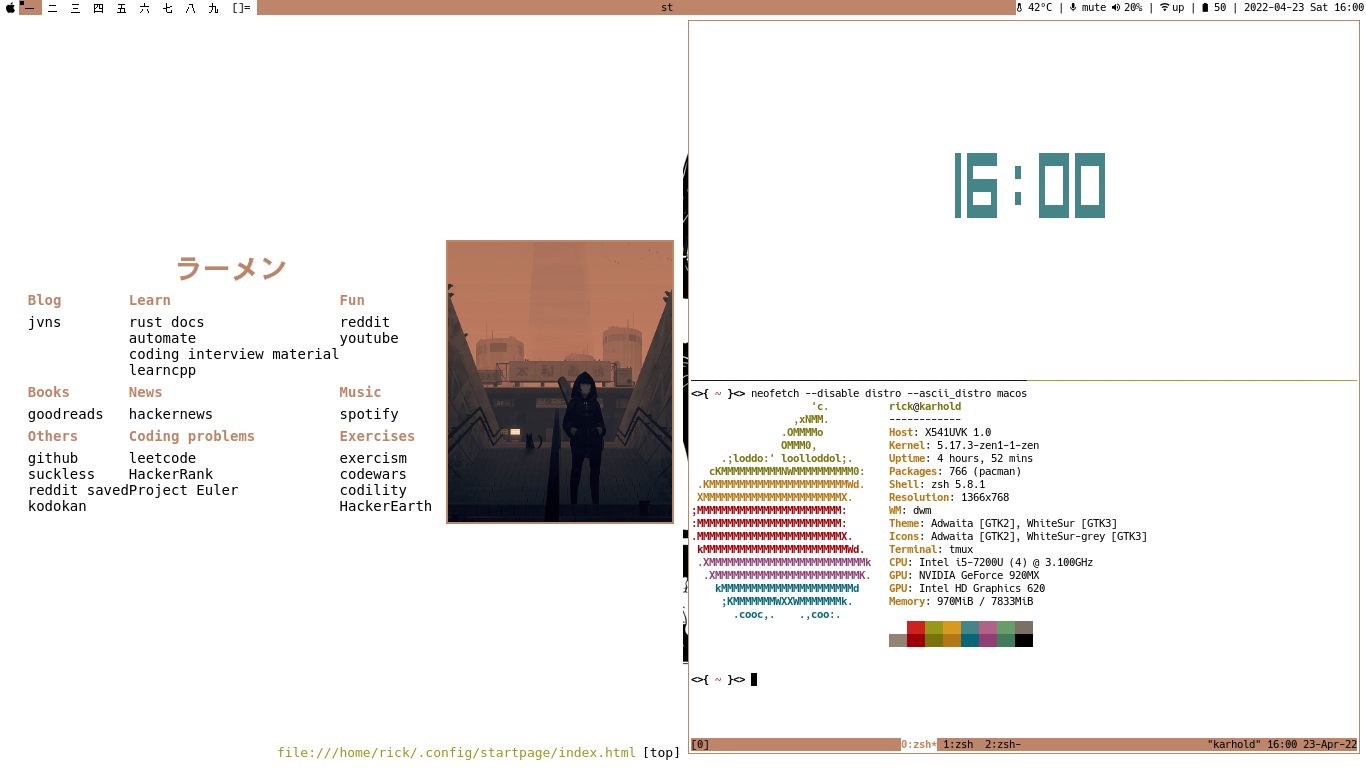 一 二 三 四 五 六 七 八 九 []= st 42°C | mute 20% | up | 50 | 2022-04-23 Sat 16:00
ラーメン
Blog Learn Fun
jvns rust docs reddit
automate youtube
coding interview material
learncpp
Books News Music
goodreads hackernews spotify
Others Coding problems Exercises
github leetcode exercism
suckless HackerRank codewars
reddit saved Project Euler codility
kodokan HackerEarth
file:///home/rick/.config/startpage/index.html [top]
16:00
<>{ ~ }<> neofetch --disable distro --ascii_distro macos
'c. rick@karhold
,xNMM. ------------
.OMMMMo Host: X541UVK 1.0
OMMM0, Kernel: 5.17.3-zen1-1-zen
.;loddo:' loolloddol;. Uptime: 4 hours, 52 mins
cKMMMMMMMMMMNWMMMMMMMMMM0: Packages: 766 (pacman)
.KMMMMMMMMMMMMMMMMMMMMMMMWd. Shell: zsh 5.8.1
XMMMMMMMMMMMMMMMMMMMMMMMX. Resolution: 1366x768
;MMMMMMMMMMMMMMMMMMMMMMMM: WM: dwm
:MMMMMMMMMMMMMMMMMMMMMMMM: Theme: Adwaita [GTK2], WhiteSur [GTK3]
.MMMMMMMMMMMMMMMMMMMMMMMMX. Icons: Adwaita [GTK2], WhiteSur-grey [GTK3]
kMMMMMMMMMMMMMMMMMMMMMMMMWd. Terminal: tmux
.XMMMMMMMMMMMMMMMMMMMMMMMMMMk CPU: Intel i5-7200U (4) @ 3.100GHz
.XMMMMMMMMMMMMMMMMMMMMMMMMK. GPU: NVIDIA GeForce 920MX
kMMMMMMMMMMMMMMMMMMMMMMd GPU: Intel HD Graphics 620
;KMMMMMMMWXXWMMMMMMMk. Memory: 970MiB / 7833MiB
.cooc,. .,coo:.
<>{ ~ }<>
[0] 0:zsh* 1:zsh 2:zsh- "karhold" 16:00 23-Apr-22